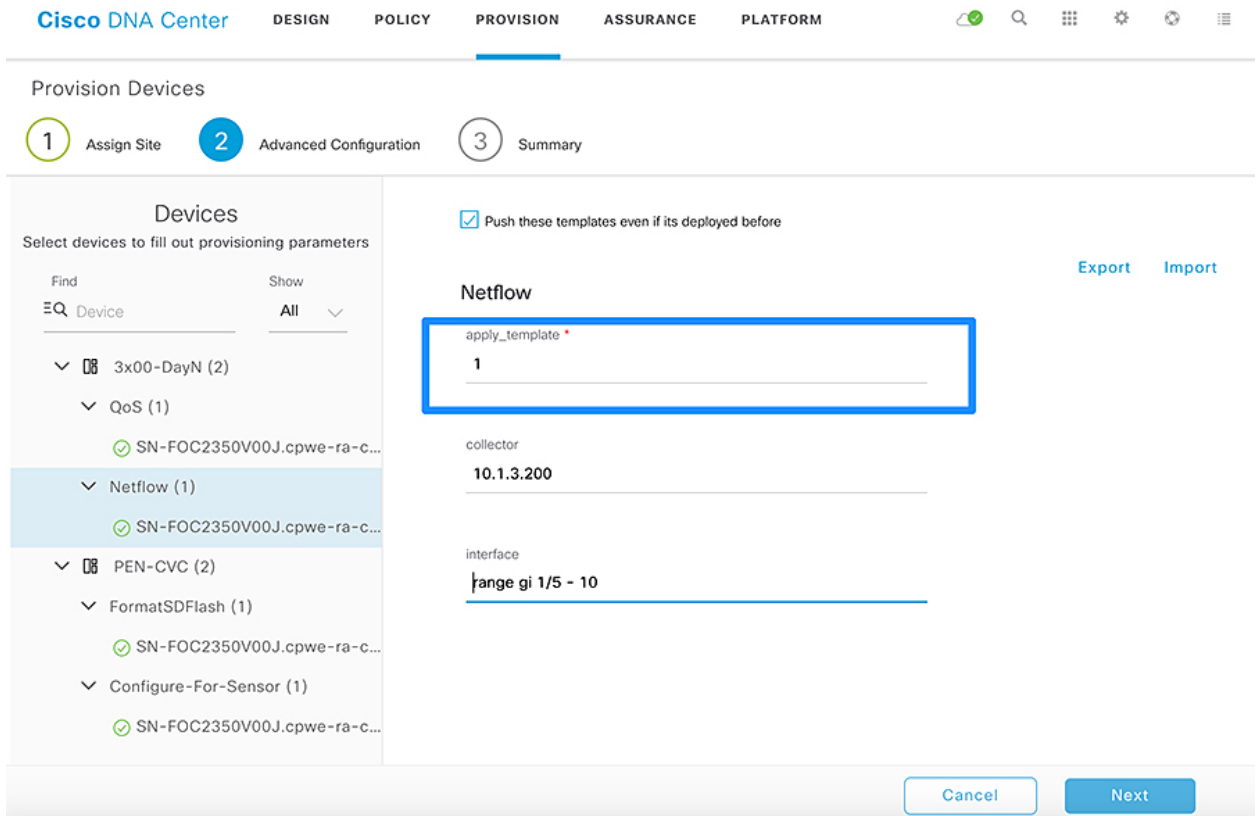 Cisco DNA Center DESIGN POLICY PROVISION ASSURANCE PLATFORM
Provision Devices
1 Assign Site 2 Advanced Configuration 3 Summary
Devices
Select devices to fill out provisioning parameters
Find Show
Device All
3x00-DayN (2)
QoS (1)
SN-FOC2350V00J.cpwe-ra-c...
Netflow (1)
SN-FOC2350V00J.cpwe-ra-c...
PEN-CVC (2)
FormatSDFlash (1)
SN-FOC2350V00J.cpwe-ra-c...
Configure-For-Sensor (1)
SN-FOC2350V00J.cpwe-ra-c...
Push these templates even if its deployed before
Export Import
Netflow
apply_template *
1
collector
10.1.3.200
interface
range gi 1/5 - 10
Cancel Next